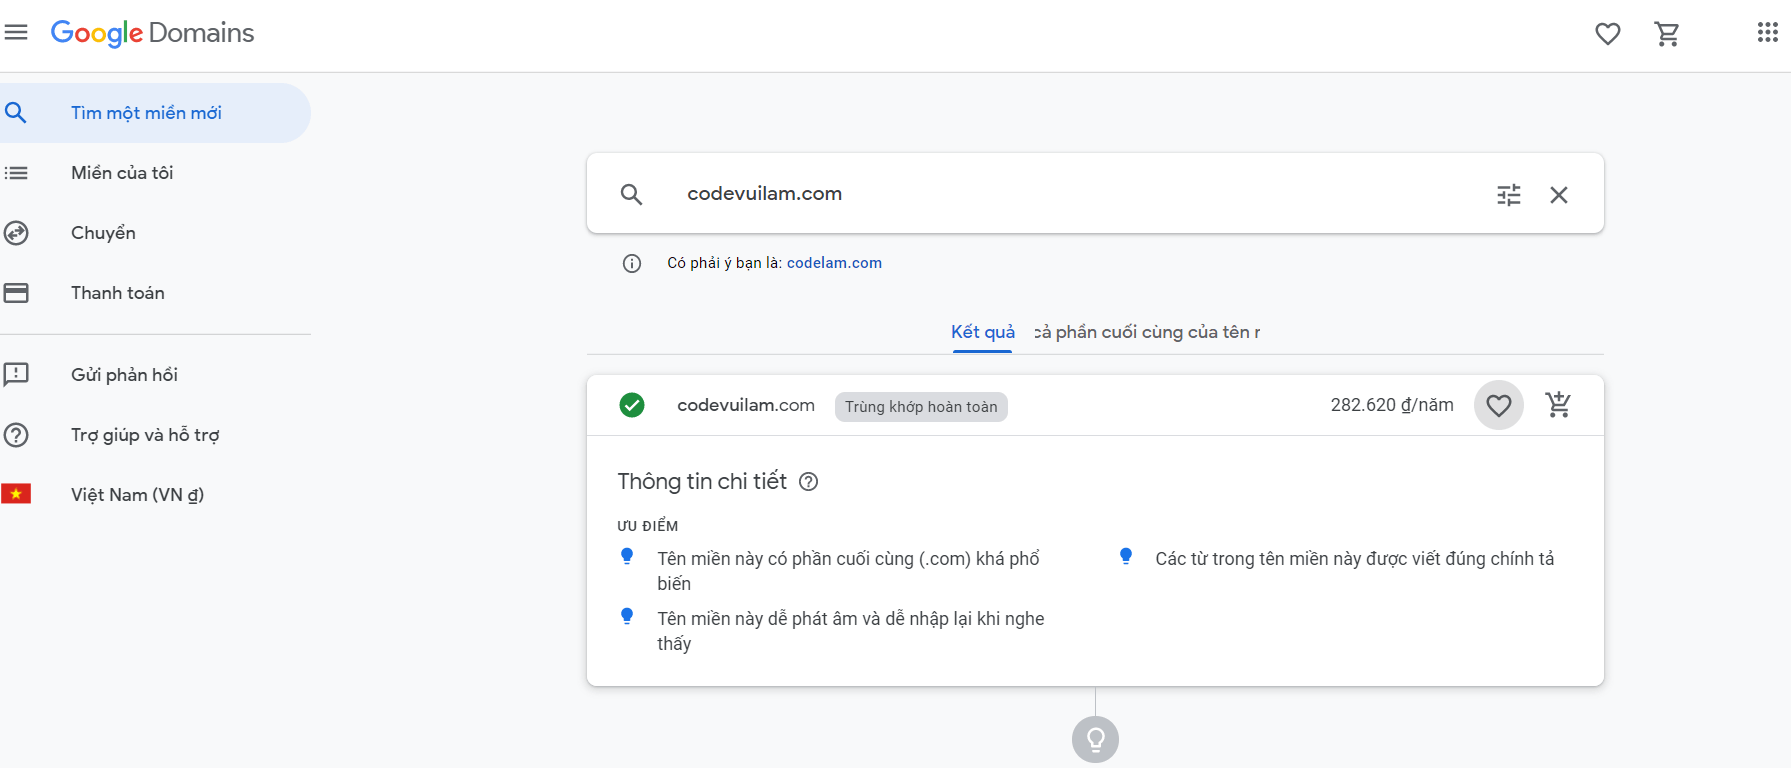 Google Domains
Tìm một miền mới
Miền của tôi
Chuyển
Thanh toán
Gửi phản hồi
Trợ giúp và hỗ trợ
Việt Nam (VN ₫)
codevuilam.com
Có phải ý bạn là: codelam.com
Kết quả cả phần cuối cùng của tên
codevuilam.com Trùng khớp hoàn toàn 282.620 ₫/năm
Thông tin chi tiết
ƯU ĐIỂM
Tên miền này có phần cuối cùng (.com) khá phổ
biến
Tên miền này dễ phát âm và dễ nhập lại khi nghe
thấy
Các từ trong tên miền này được viết đúng chính tả